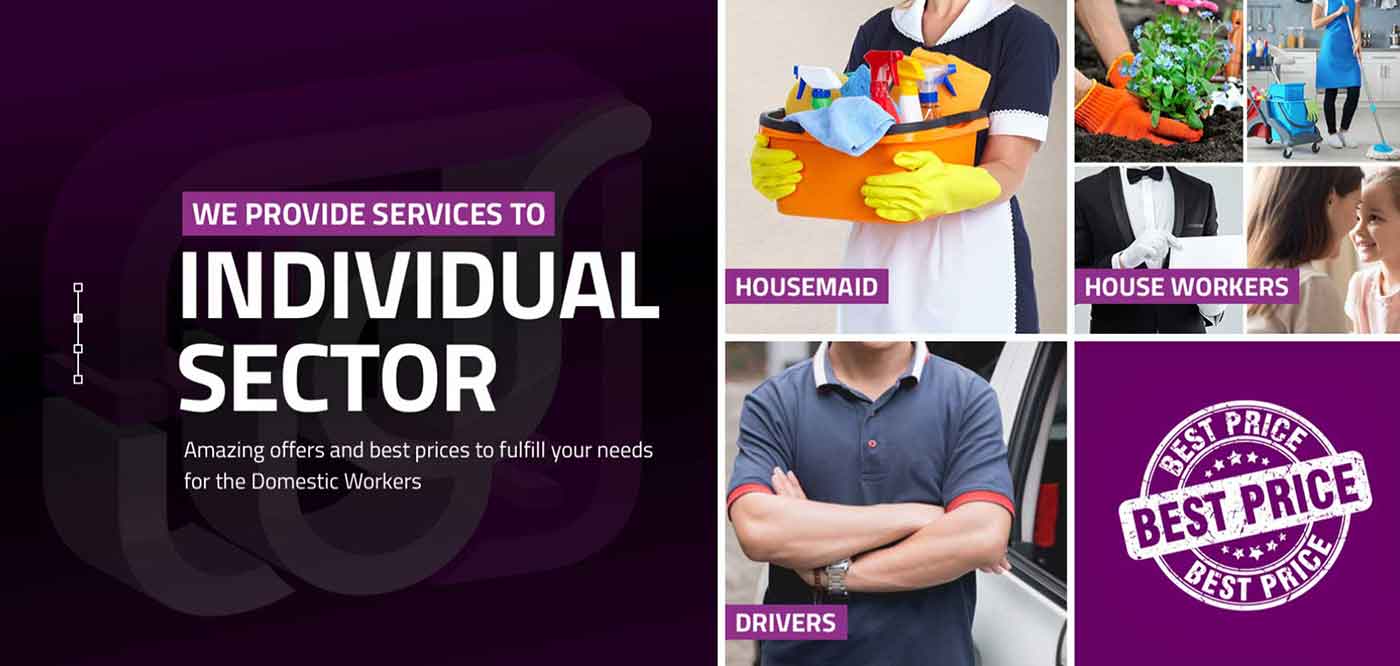 WE PROVIDE SERVICES TO
INDIVIDUAL
SECTOR
Amazing offers and best prices to fulfill your needs
for the Domestic Workers
HOUSEMAID
HOUSE WORKERS
DRIVERS
BEST PRICE
BEST PRICE
BEST PRICE